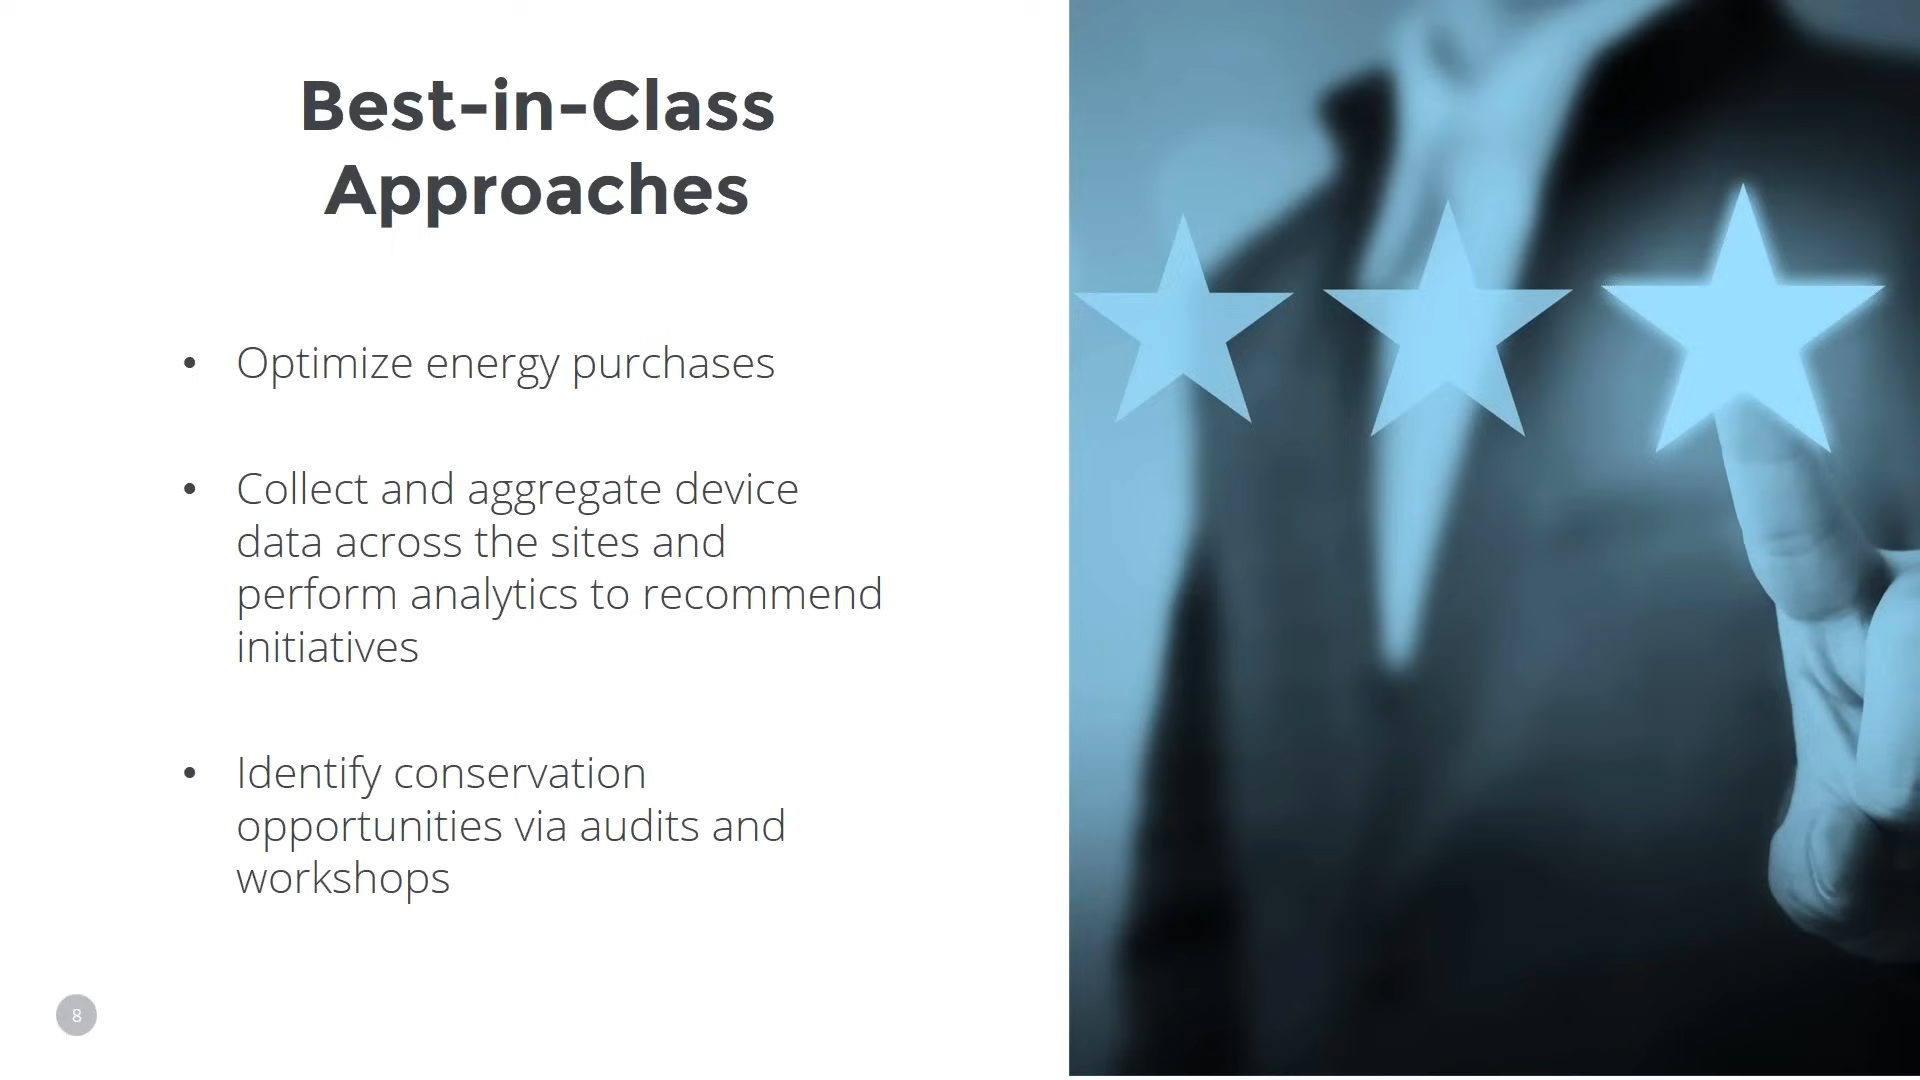 Best-in-Class
Approaches
• Optimize energy purchases
• Collect and aggregate device
data across the sites and
perform analytics to recommend
initiatives
• Identify conservation
opportunities via audits and
workshops
8